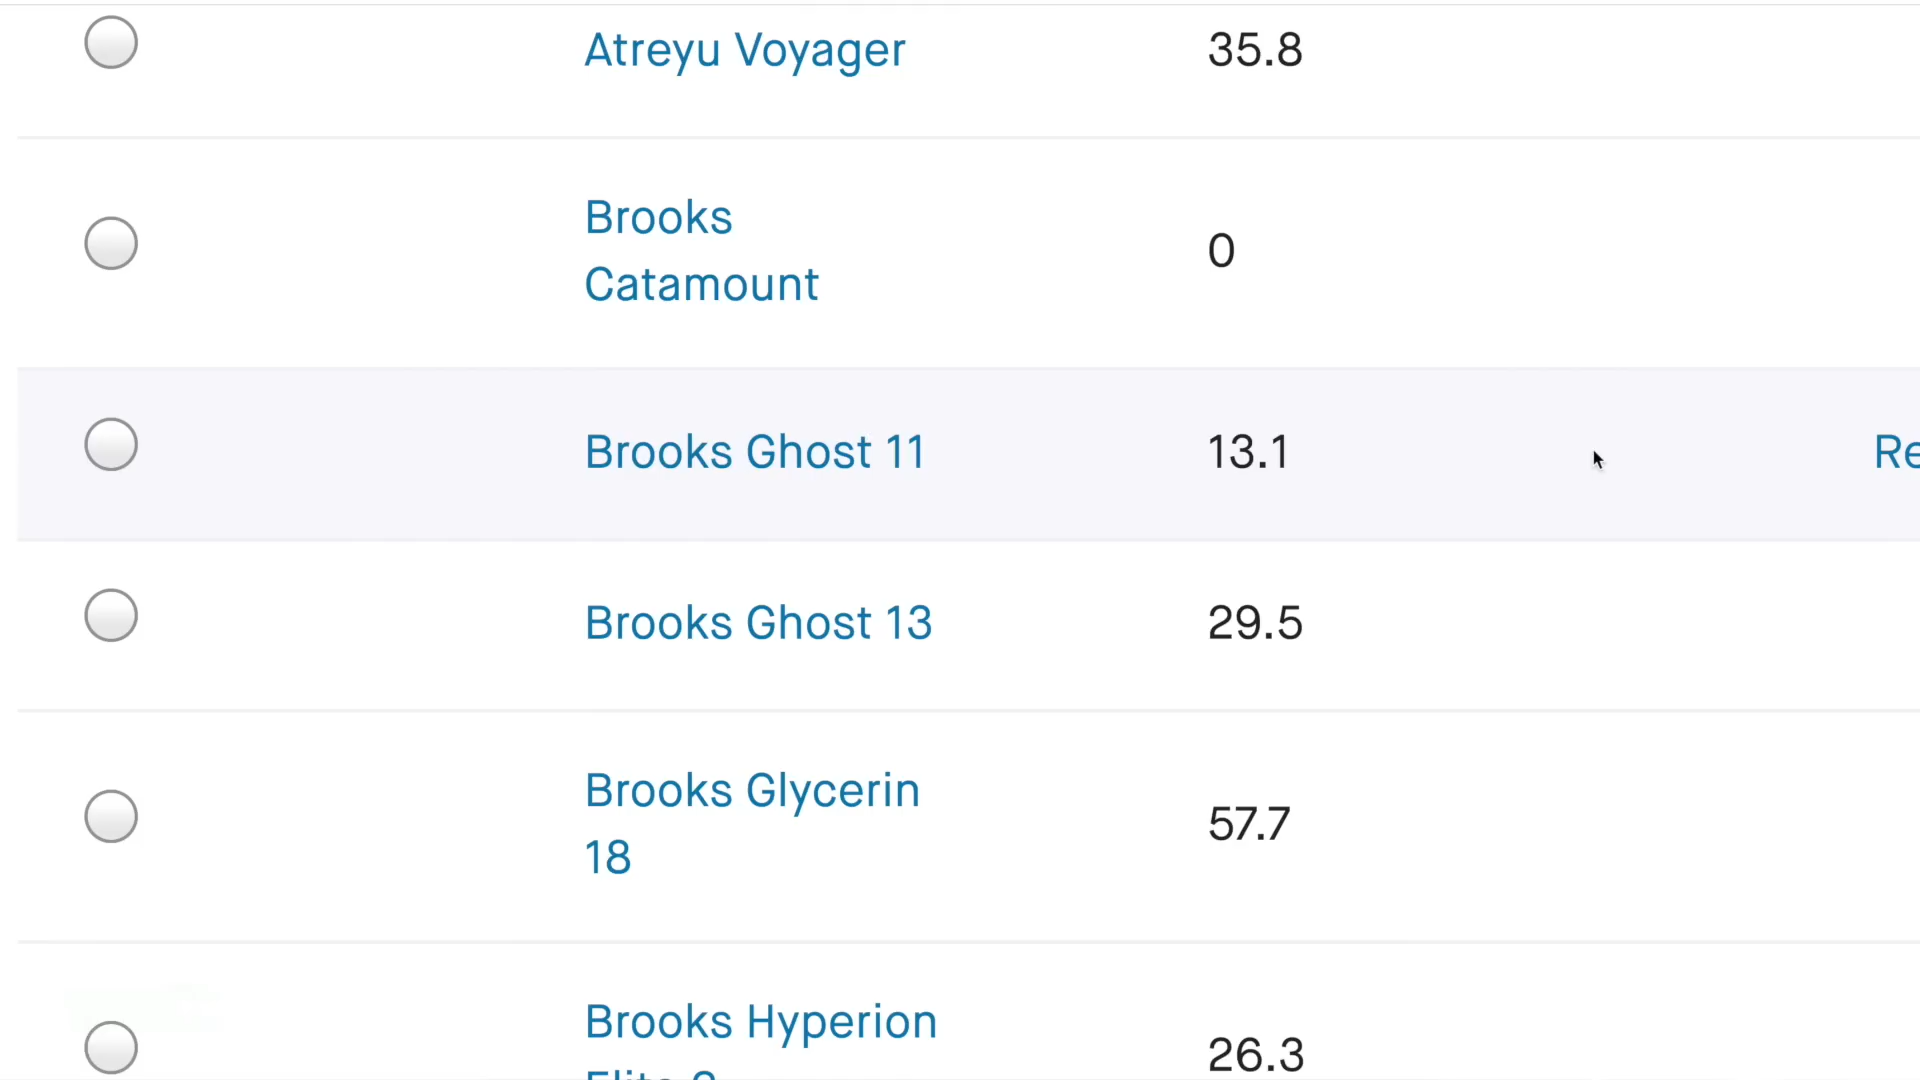 Atreyu Voyager
35.8
Brooks
Catamount
0
Brooks Ghost 11
13.1
Re
Brooks Ghost 13
29.5
Brooks Glycerin
18
57.7
Brooks Hyperion
26.3